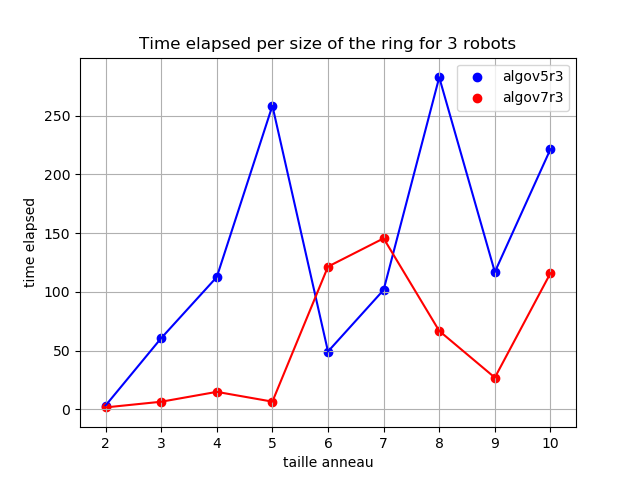 Time elapsed per size of the ring for 3 robots
algov5r3
algov7r3
time elapsed
250
200
150
100
50
0
2 3 4 5 6 7 8 9 10
taille anneau